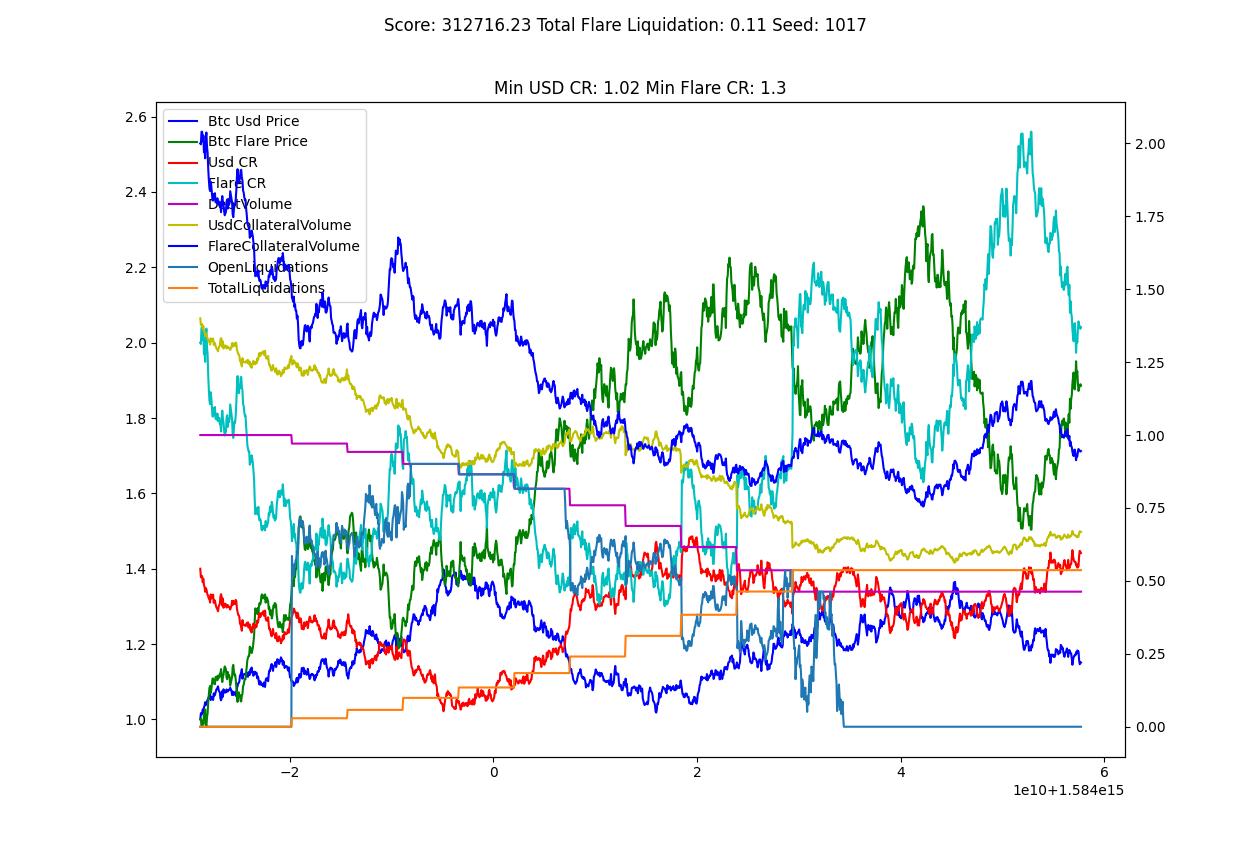 Score: 312716.23 Total Flare Liquidation: 0.11 Seed: 1017
Min USD CR: 1.02 Min Flare CR: 1.3
Btc Usd Price
Btc Flare Price
Usd CR
Flare CR
DebtVolume
UsdCollateralVolume
FlareCollateralVolume
OpenLiquidations
TotalLiquidations
2.6
2.4
2.2
2.0
1.8
1.6
1.4
1.2
1.0
2.00
1.75
1.50
1.25
1.00
0.75
0.50
0.25
0.00
−2 0 2 4 6
1e10+1.584e15